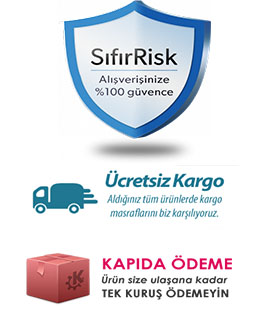 SıfırRisk
Alışverişinize
%100 güvence
Ücretsiz Kargo
Aldığınız tüm ürünlerde kargo
masraflarını biz karşılıyoruz.
KAPIDA ÖDEME
Ürün size ulaşana kadar
TEK KURUŞ ÖDEMEYİN